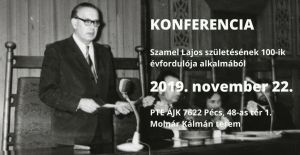 KONFERENCIA
Szamel Lajos születésének 100-ik
évfordulója alkalmából
2019. november 22.
PTE ÁJK 7622 Pécs, 48-as tér 1.
Molnár Kálmán terem